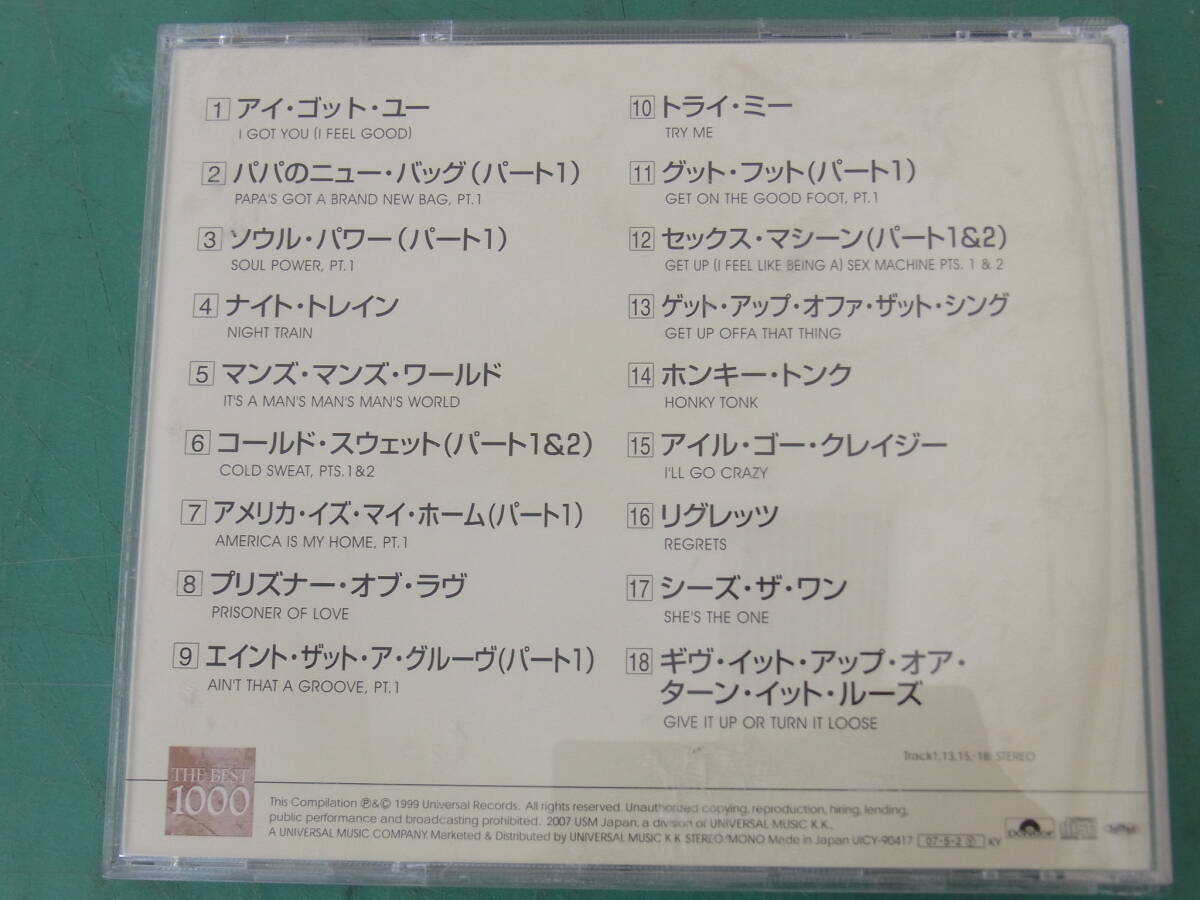 1 アイ・ゴット・ユー
I GOT YOU (I FEEL GOOD)
2 パパのニュー・バッグ(パート1)
PAPA'S GOT A BRAND NEW BAG, PT.1
3 ソウル・パワー(パート1)
SOUL POWER, PT.1
4 ナイト・トレイン
NIGHT TRAIN
5 マンズ・マンズ・ワールド
IT'S A MAN'S MAN'S MAN'S WORLD
6 コールド・スウェット(パート1&2)
COLD SWEAT, PTS.1&2
7 アメリカ・イズ・マイ・ホーム(パート1)
AMERICA IS MY HOME, PT.1
8 プリズナー・オブ・ラヴ
PRISONER OF LOVE
9 エイント・ザット・ア・グルーヴ(パート1)
AIN'T THAT A GROOVE, PT.1
10 トライ・ミー
TRY ME
11 グット・フット(パート1)
GET ON THE GOOD FOOT, PT.1
12 セックス・マシーン(パート1&2)
GET UP (I FEEL LIKE BEING A) SEX MACHINE PTS. 1 & 2
13 ゲット・アップ・オファ・ザット・シング
GET UP OFFA THAT THING
14 ホンキー・トンク
HONKY TONK
15 アイル・ゴー・クレイジー
I'LL GO CRAZY
16 リグレッツ
REGRETS
17 シーズ・ザ・ワン
SHE'S THE ONE
18 ギヴ・イット・アップ・オア・
ターン・イット・ルーズ
GIVE IT UP OR TURN IT LOOSE
Track1,13,15,-18: STEREO
THE BEST
1000
This Compilation ℗&© 1999 Universal Records. All rights reserved. Unauthorized copying, reproduction, hiring, lending,
public performance and broadcasting prohibited. 2007 USM Japan, a division of UNIVERSAL MUSIC K.K.,
A UNIVERSAL MUSIC COMPANY. Marketed & Distributed by UNIVERSAL MUSIC K.K. STEREO/MONO Made in Japan UICY-90417 07・5・2 KY
polydor